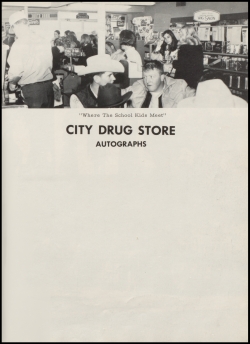 "Where The School Kids Meet"
CITY DRUG STORE
AUTOGRAPHS